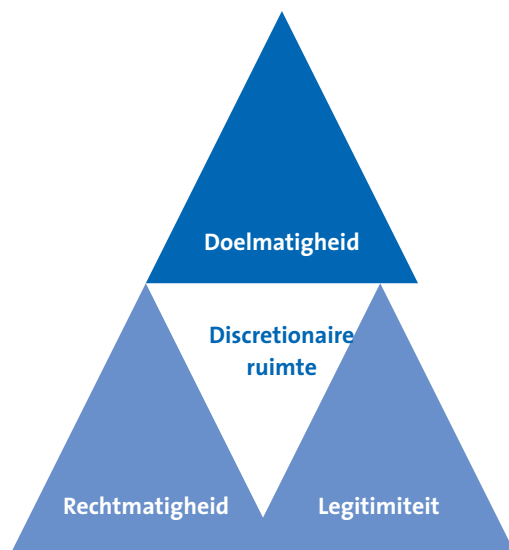 Doelmatigheid
Discretionaire
ruimte
Rechtmatigheid
Legitimiteit